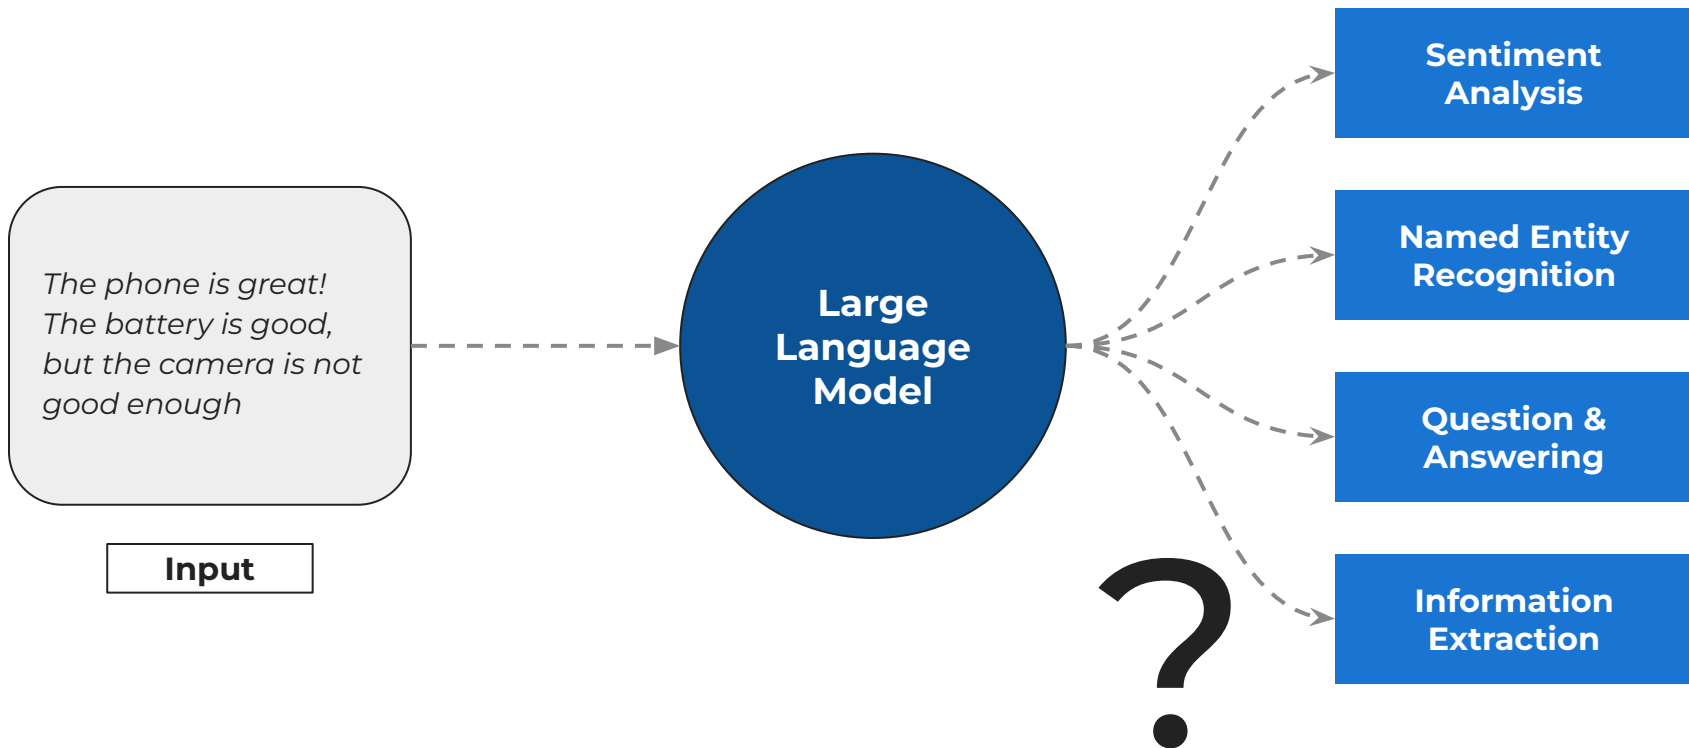 The phone is great!
The battery is good,
but the camera is not
good enough
Input
Large
Language
Model
?
Sentiment
Analysis
Named Entity
Recognition
Question &
Answering
Information
Extraction